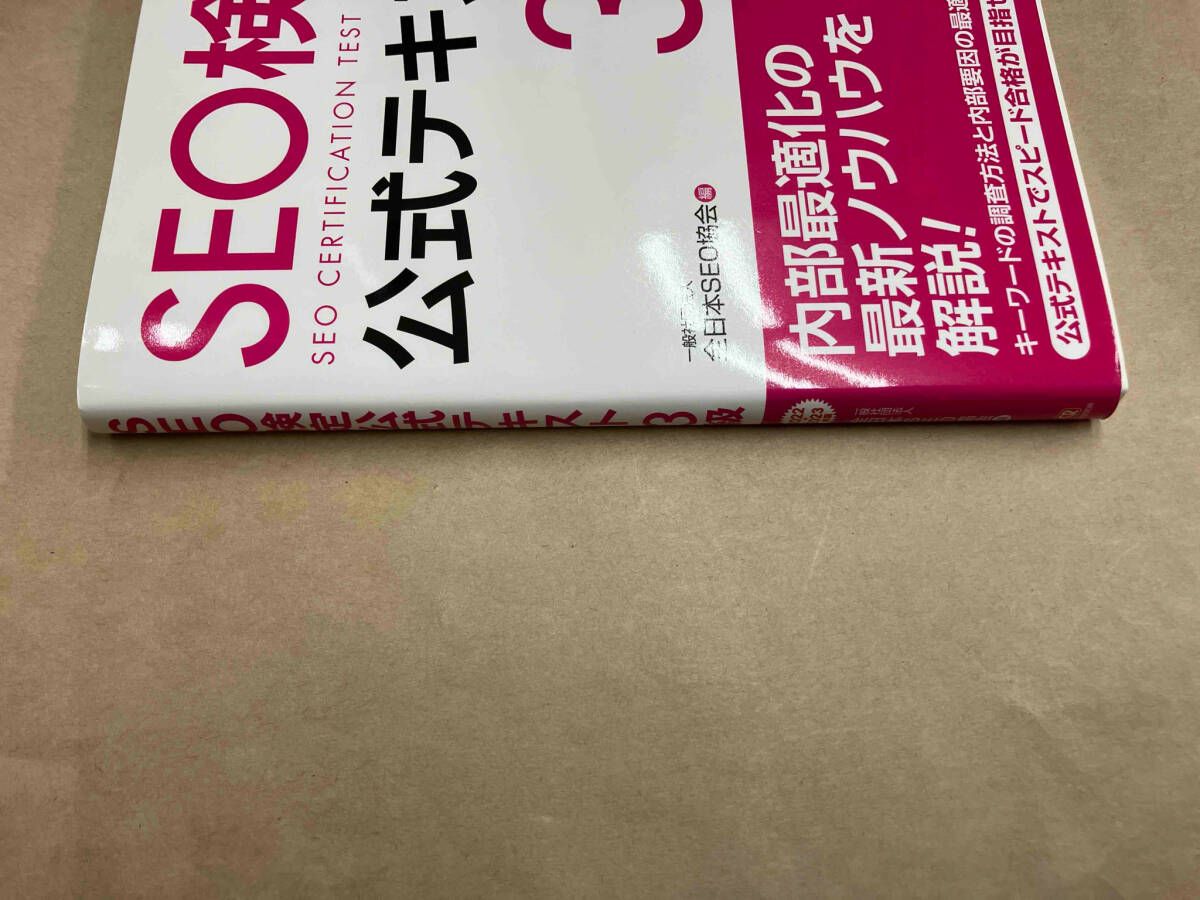 SEO検
SEO CERTIFICATION TEST
公式テキ
3
一般社
全日本SEO協会 編
内部最適化の
最新ノウハウを
解説！
キーワードの調査方法と内部要因の最適
公式テキストでスピード合格が目指せ
SEO検定公式テキスト 3級
一般社団法人